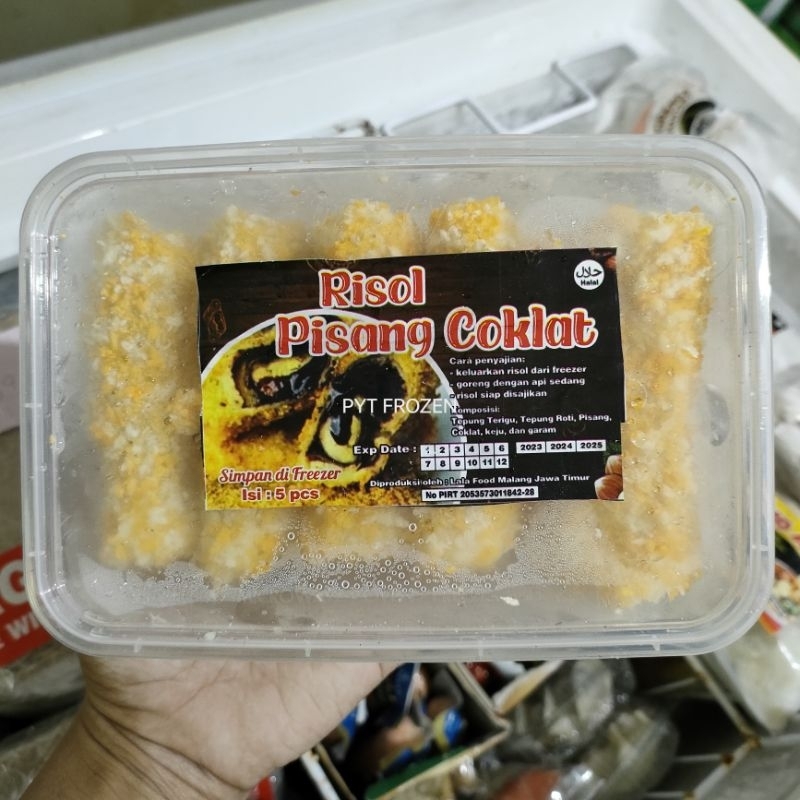 Risol
Pisang Coklat
حلال
Halal
Cara penyajian:
- keluarkan risol dari freezer
- goreng dengan api sedang
- risol siap disajikan
PYT FROZEN
Komposisi:
Tepung Terigu, Tepung Roti, Pisang,
Coklat, keju, dan garam
Exp Date : 1 2 3 4 5 6 2023 2024 2025
7 8 9 10 11 12
Simpan di Freezer
Isi : 5 pcs
Diproduksi oleh : Lala Food Malang Jawa Timur
No PIRT 2053573011842-28